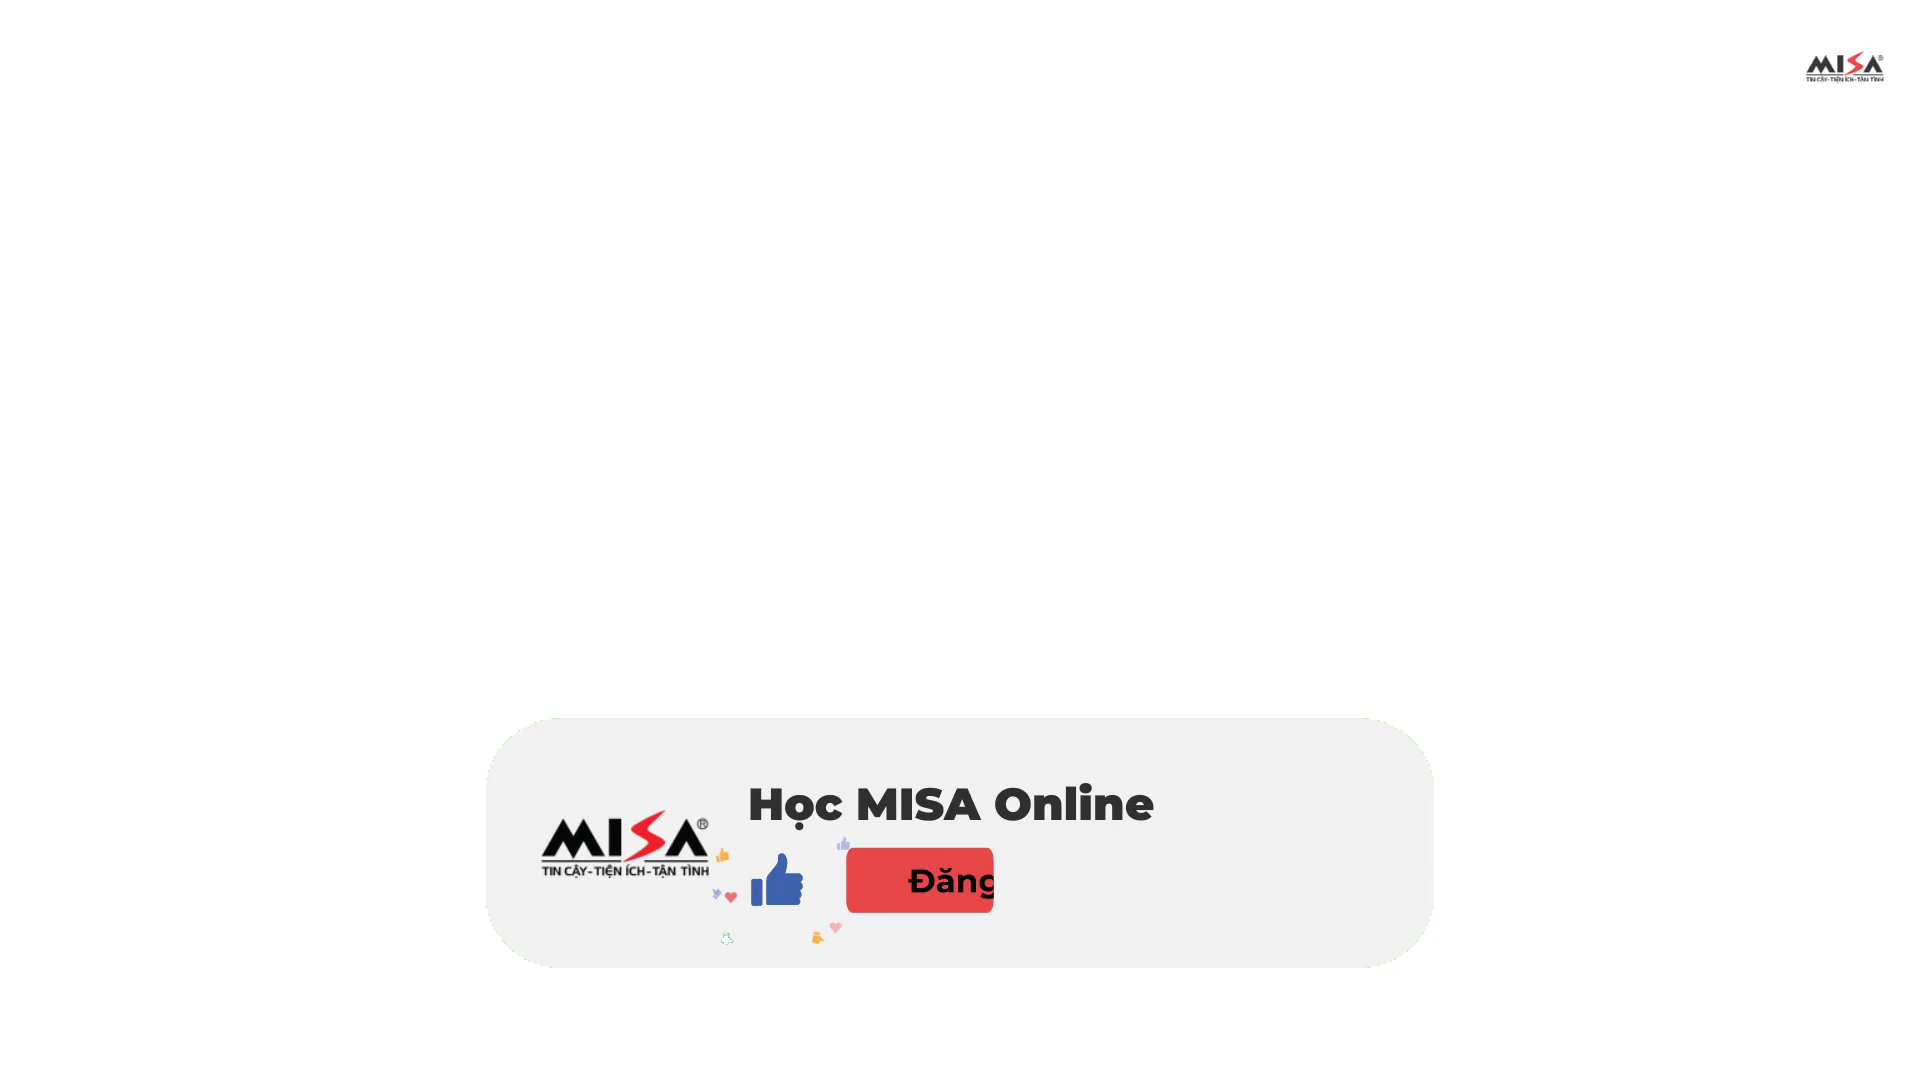 MISA®
TIN CẬY-TIỆN ÍCH-TẬN TÌNH
Học MISA Online
MISA®
TIN CẬY-TIỆN ÍCH-TẬN TÌNH
Đăng